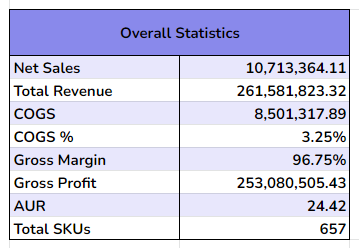 Overall Statistics
Net Sales 10,713,364.11
Total Revenue 261,581,823.32
COGS 8,501,317.89
COGS % 3.25%
Gross Margin 96.75%
Gross Profit 253,080,505.43
AUR 24.42
Total SKUs 657